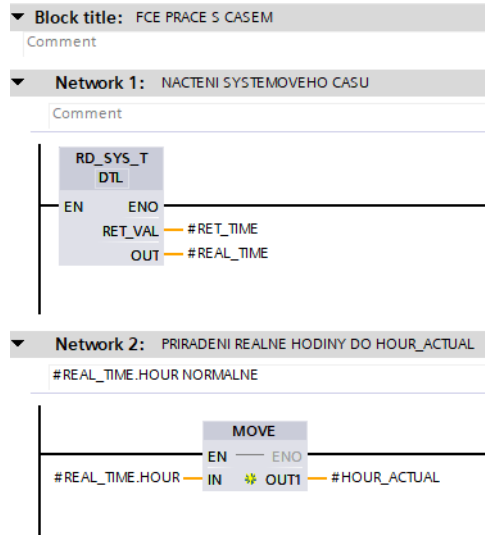 Block title: FCE PRACE S CASEM
Comment
Network 1: NACTENI SYSTEMOVEHO CASU
Comment
RD_SYS_T
DTL
EN ENO
RET_VAL #RET_TIME
OUT #REAL_TIME
Network 2: PRIRADENI REALNE HODINY DO HOUR_ACTUAL
#REAL_TIME.HOUR NORMALNE
MOVE
EN ENO
#REAL_TIME.HOUR IN OUT1 #HOUR_ACTUAL